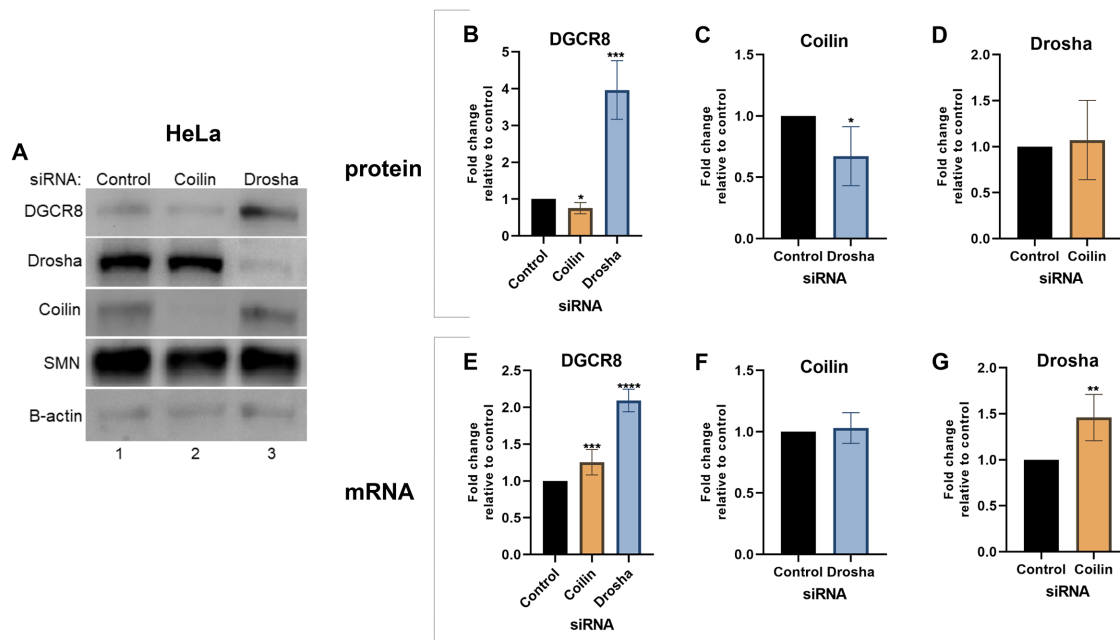 A
HeLa
siRNA: Control Coilin Drosha
DGCR8
Drosha
Coilin
SMN
B-actin
1 2 3
protein
B
DGCR8
Fold change
relative to control
5
4
3
2
1
0
***
*
Control
Coilin
Drosha
siRNA
C
Coilin
Fold change
relative to control
1.5
1.0
0.5
0.0
*
Control Drosha
siRNA
D
Drosha
Fold change
relative to control
2.0
1.5
1.0
0.5
0.0
Control Coilin
siRNA
mRNA
E
DGCR8
Fold change
relative to control
2.5
2.0
1.5
1.0
0.5
0.0
***
****
Control
Coilin
Drosha
siRNA
F
Coilin
Fold change
relative to control
1.5
1.0
0.5
0.0
Control Drosha
siRNA
G
Drosha
Fold change
relative to control
2.0
1.5
1.0
0.5
0.0
**
Control Coilin
siRNA